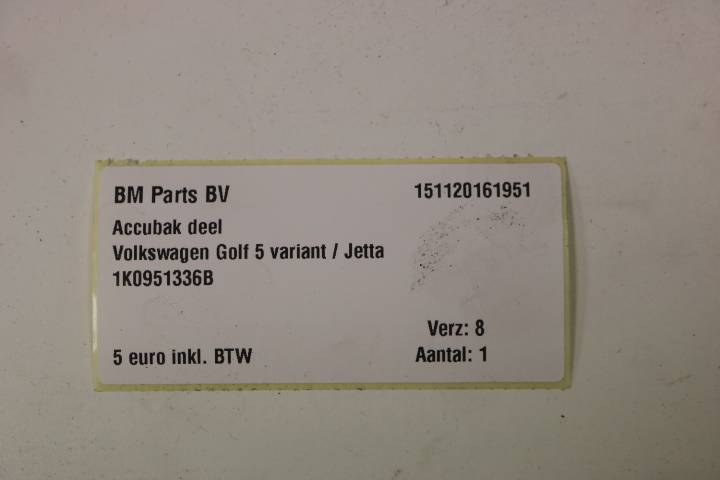 BM Parts BV 151120161951
Accubak deel
Volkswagen Golf 5 variant / Jetta
1K0951336B
Verz: 8
5 euro inkl. BTW Aantal: 1